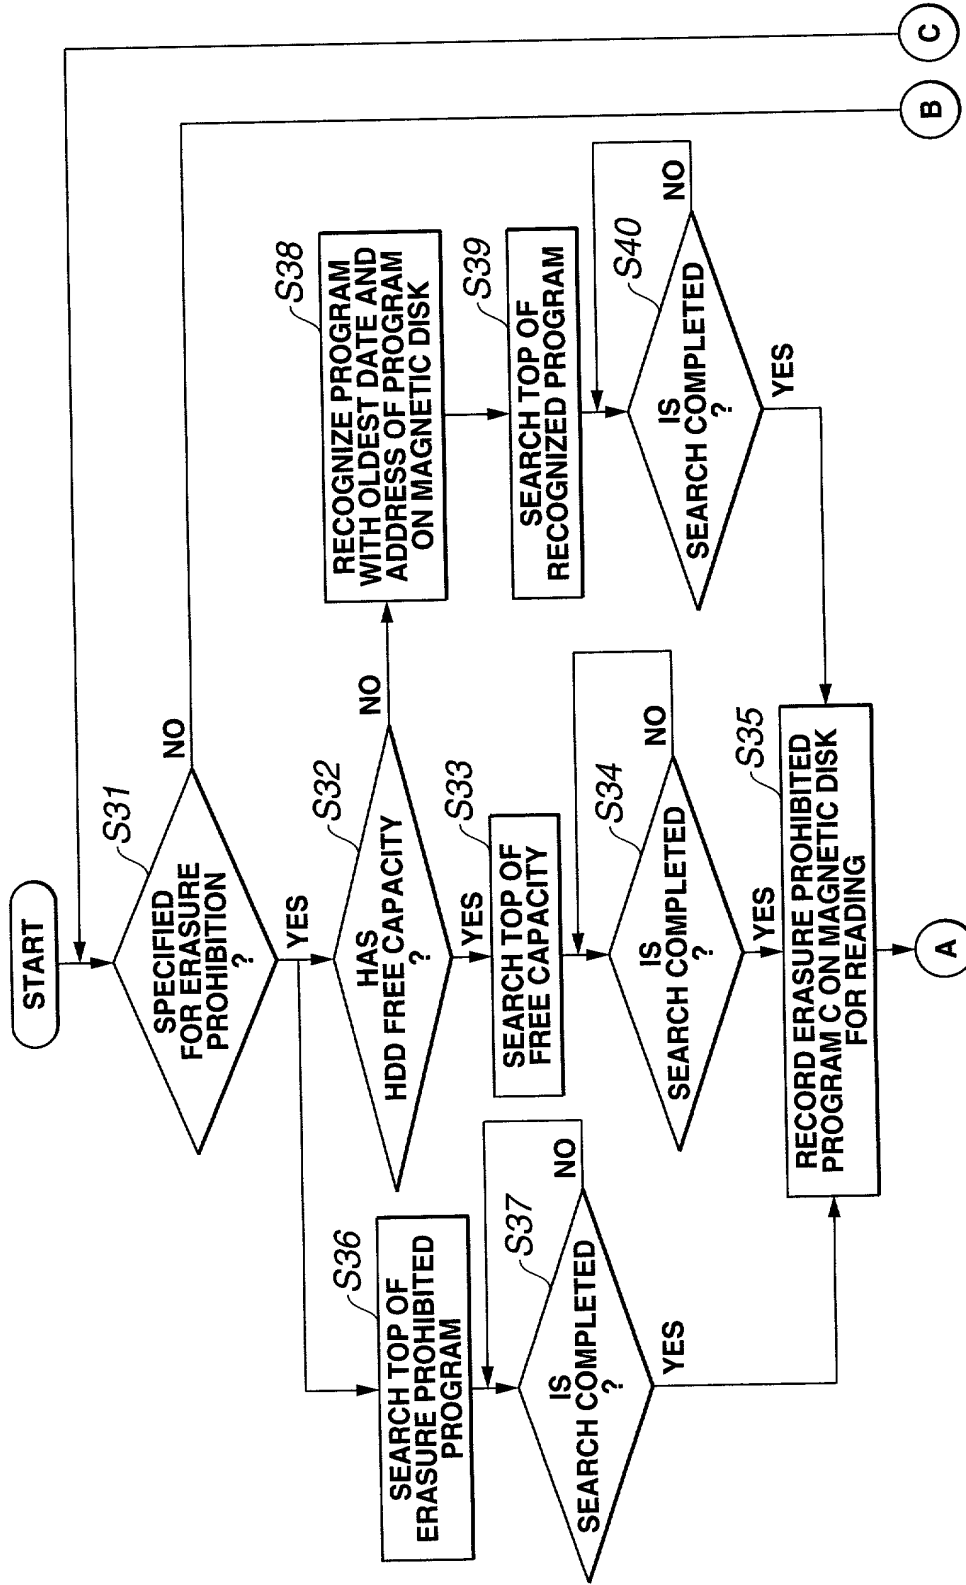 START
C
S31
SPECIFIED
FOR ERASURE
PROHIBITION
?
NO
B
YES
S32
HAS
HDD FREE CAPACITY
?
NO
YES
S38
RECOGNIZE PROGRAM
WITH OLDEST DATE AND
ADDRESS OF PROGRAM
ON MAGNETIC DISK
S36
SEARCH TOP OF
ERASURE PROHIBITED
PROGRAM
S33
SEARCH TOP OF
FREE CAPACITY
S39
SEARCH TOP OF
RECOGNIZED PROGRAM
S37
IS
SEARCH COMPLETED
?
NO
YES
S34
IS
SEARCH COMPLETED
?
NO
YES
S40
IS
SEARCH COMPLETED
?
NO
YES
S35
RECORD ERASURE PROHIBITED
PROGRAM C ON MAGNETIC DISK
FOR READING
A